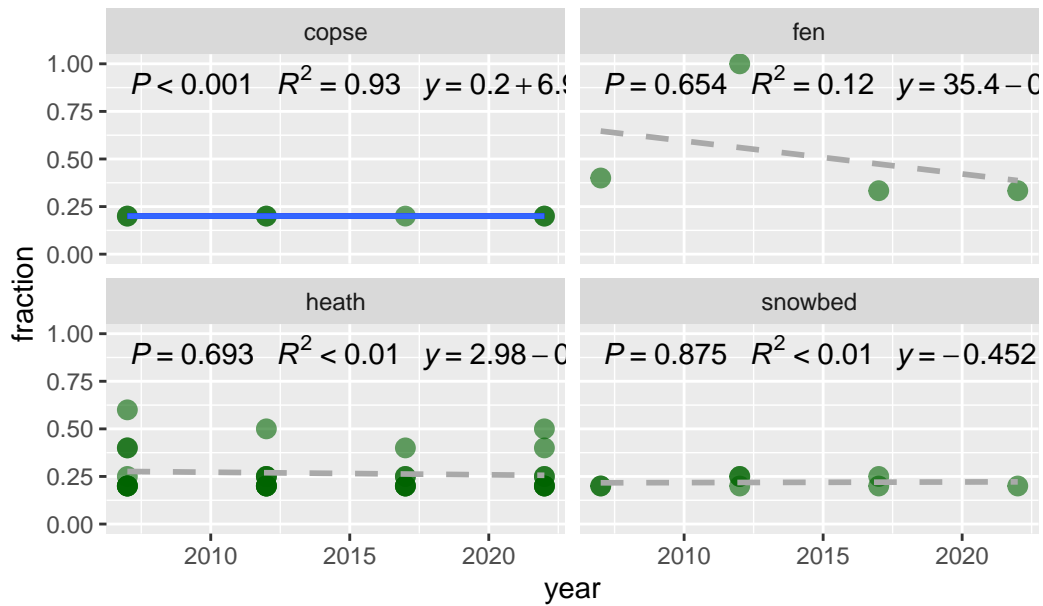 copse
fen
1.00
P < 0.001 R² = 0.93 y = 0.2 + 6.9
P = 0.654 R² = 0.12 y = 35.4 − 0
0.75
0.50
0.25
0.00
heath
snowbed
1.00
P = 0.693 R² < 0.01 y = 2.98 − 0
P = 0.875 R² < 0.01 y = −0.452
0.75
0.50
0.25
0.00
fraction
2010 2015 2020
2010 2015 2020
year